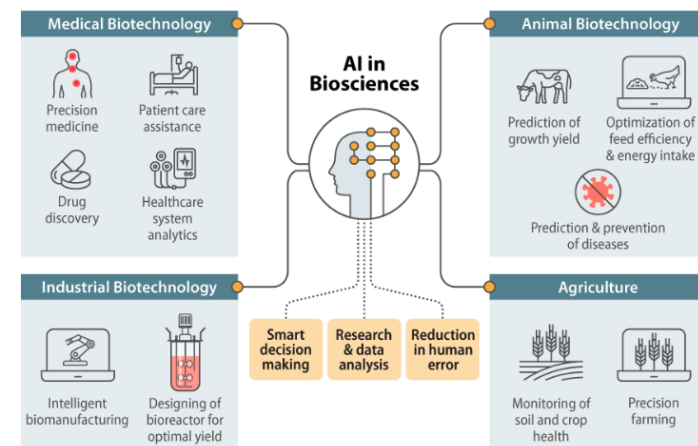 Medical Biotechnology
Precision
medicine
Patient care
assistance
Drug
discovery
Healthcare
system
analytics
AI in
Biosciences
Animal Biotechnology
Prediction of
growth yield
Optimization of
feed efficiency
& energy intake
Prediction & prevention
of diseases
Industrial Biotechnology
Intelligent
biomanufacturing
Designing of
bioreactor for
optimal yield
Smart
decision
making
Research
& data
analysis
Reduction
in human
error
Agriculture
Monitoring of
soil and crop
health
Precision
farming